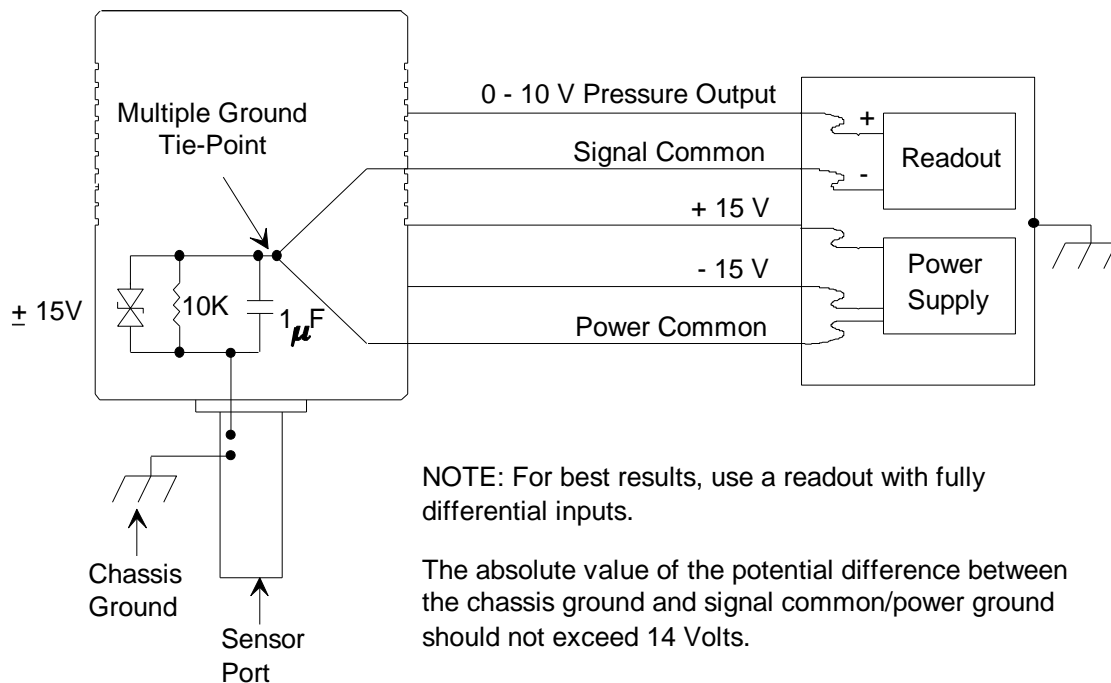 0 - 10 V Pressure Output
Multiple Ground
Tie-Point
Signal Common
+
-
Readout
+ 15 V
- 15 V
Power
Supply
Power Common
± 15V
10K
1µF
NOTE: For best results, use a readout with fully
differential inputs.
The absolute value of the potential difference between
the chassis ground and signal common/power ground
should not exceed 14 Volts.
Chassis
Ground
Sensor
Port